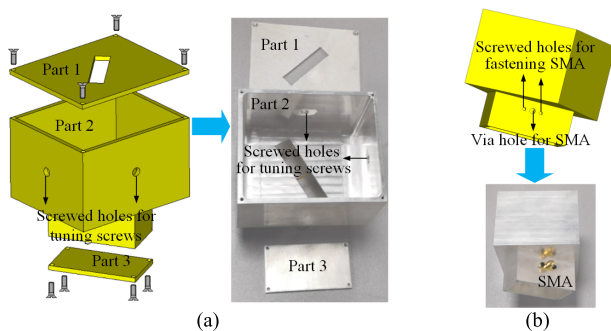 Part 1
Part 2
Screwed holes for
tuning screws
Part 3
Part 1
Part 2
Screwed holes
for tuning screws
Part 3
(a)
Screwed holes for
fastening SMA
Via hole for SMA
SMA
(b)